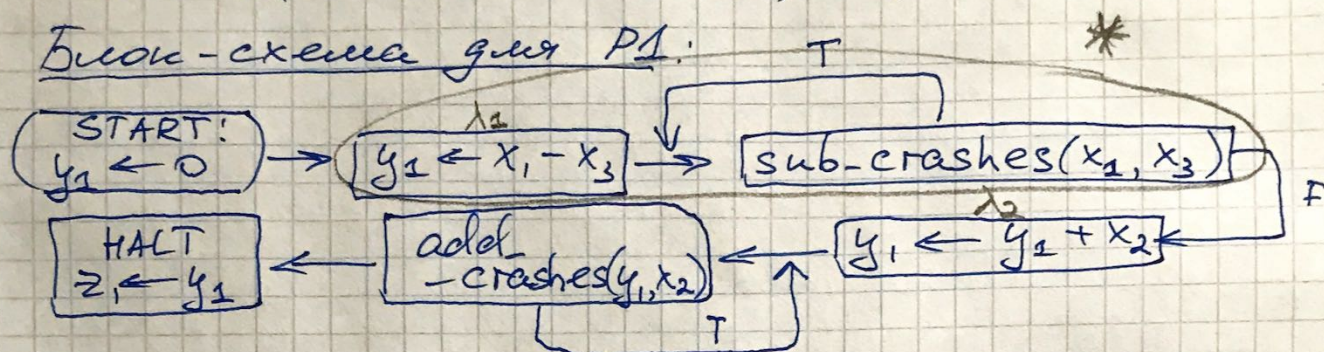 Блок-схема для P1:
*
T
START:
y₁ ← 0
λ₁
y₁ ← x₁ - x₃
sub-crashes(x₁, x₃)
F
λ₂
y₁ ← y₁ + x₂
add_
-crashes(y₁,x₂)
T
HALT
z₁ ← y₁